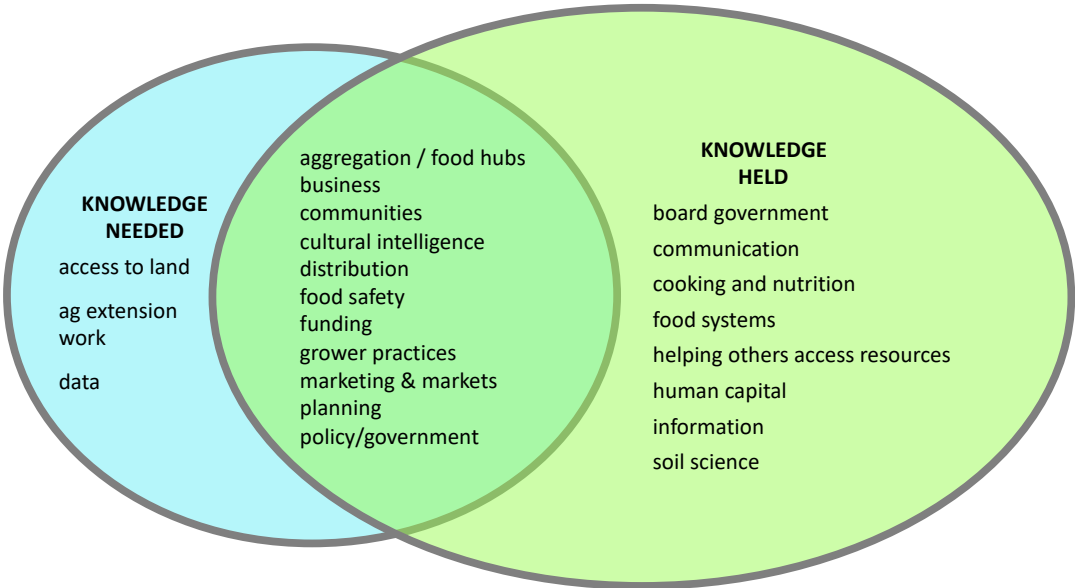 KNOWLEDGE
NEEDED
access to land
ag extension
work
data
aggregation / food hubs
business
communities
cultural intelligence
distribution
food safety
funding
grower practices
marketing & markets
planning
policy/government
KNOWLEDGE
HELD
board government
communication
cooking and nutrition
food systems
helping others access resources
human capital
information
soil science